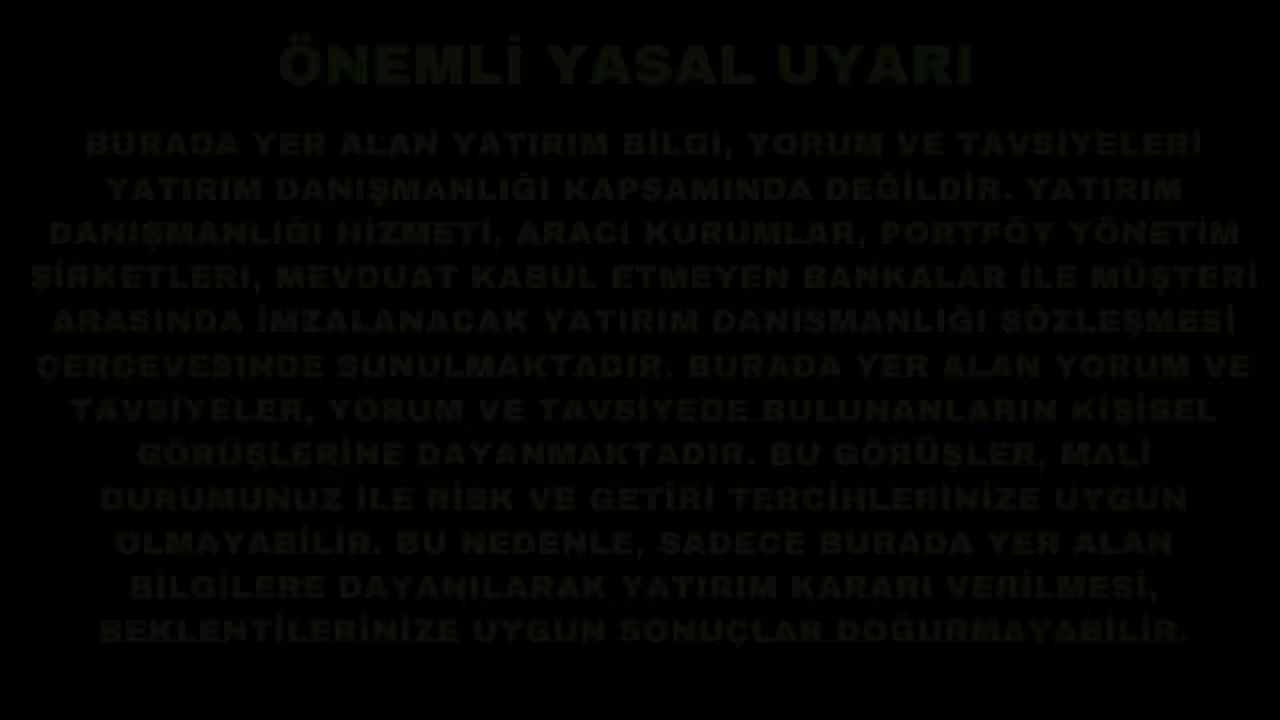 ÖNEMLİ YASAL UYARI
BURADA YER ALAN YATIRIM BİLGİ, YORUM VE TAVSİYELERİ
YATIRIM DANIŞMANLIĞI KAPSAMINDA DEĞİLDİR. YATIRIM
DANIŞMANLIĞI HİZMETİ, ARACI KURUMLAR, PORTFÖY YÖNETİM
ŞİRKETLERİ, MEVDUAT KABUL ETMEYEN BANKALAR İLE MÜŞTERİ
ARASINDA İMZALANACAK YATIRIM DANIŞMANLIĞI SÖZLEŞMESİ
ÇERÇEVESİNDE SUNULMAKTADIR. BURADA YER ALAN YORUM VE
TAVSİYELER, YORUM VE TAVSİYEDE BULUNANLARIN KİŞİSEL
GÖRÜŞLERİNE DAYANMAKTADIR. BU GÖRÜŞLER, MALİ
DURUMUNUZ İLE RİSK VE GETİRİ TERCİHLERİNİZE UYGUN
OLMAYABİLİR. BU NEDENLE, SADECE BURADA YER ALAN
BİLGİLERE DAYANILARAK YATIRIM KARARI VERİLMESİ,
BEKLENTİLERİNİZE UYGUN SONUÇLAR DOĞURMAYABİLİR.